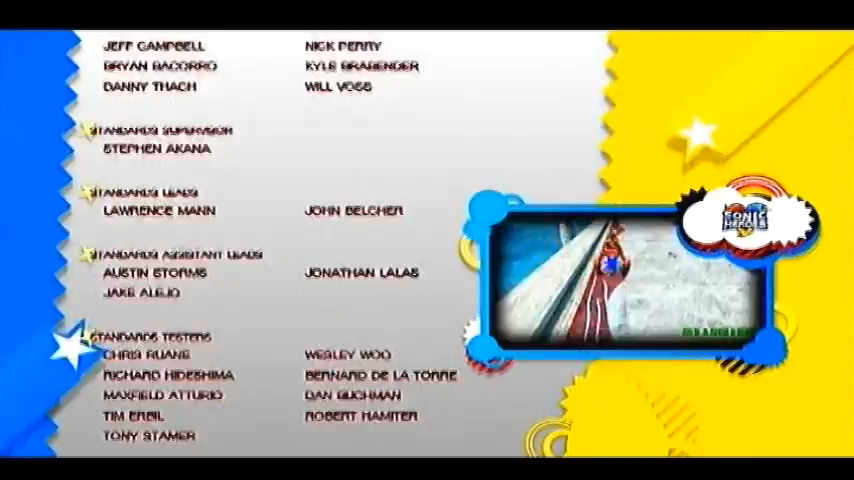 JEFF CAMPBELL NICK PERRY
BRYAN BACORRO KYLE BRABENDER
DANNY THACH WILL VOSS
STANDARDS SUPERVISOR
STEPHEN AKANA
STANDARDS LEADS
LAWRENCE MANN JOHN BELCHER
STANDARDS ASSISTANT LEADS
AUSTIN STORMS JONATHAN LALAS
JAKE ALEJO
STANDARDS TESTERS
CHRIS RUANE WESLEY WOO
RICHARD HIDESHIMA BERNARD DE LA TORRE
MAXFIELD ATTURIO DAN BUCHMAN
TIM ERBIL ROBERT HAMITER
TONY STAMER
SONIC
HEROES